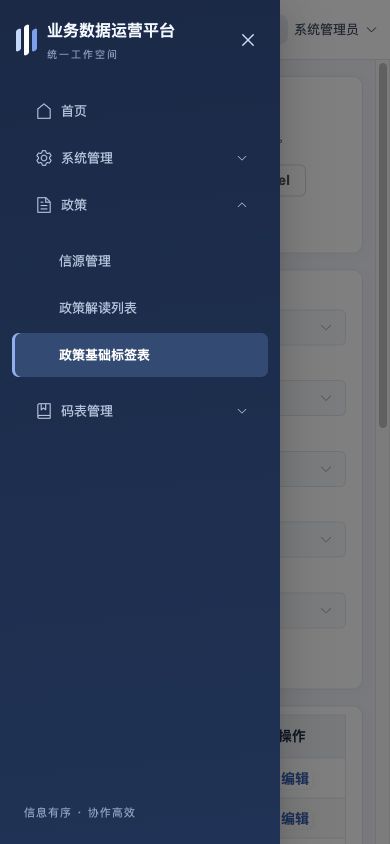 业务数据运营平台
统一工作空间
系统管理员
首页
系统管理
政策
el
信源管理
政策解读列表
政策基础标签表
码表管理
操作
编辑
编辑
信息有序 · 协作高效